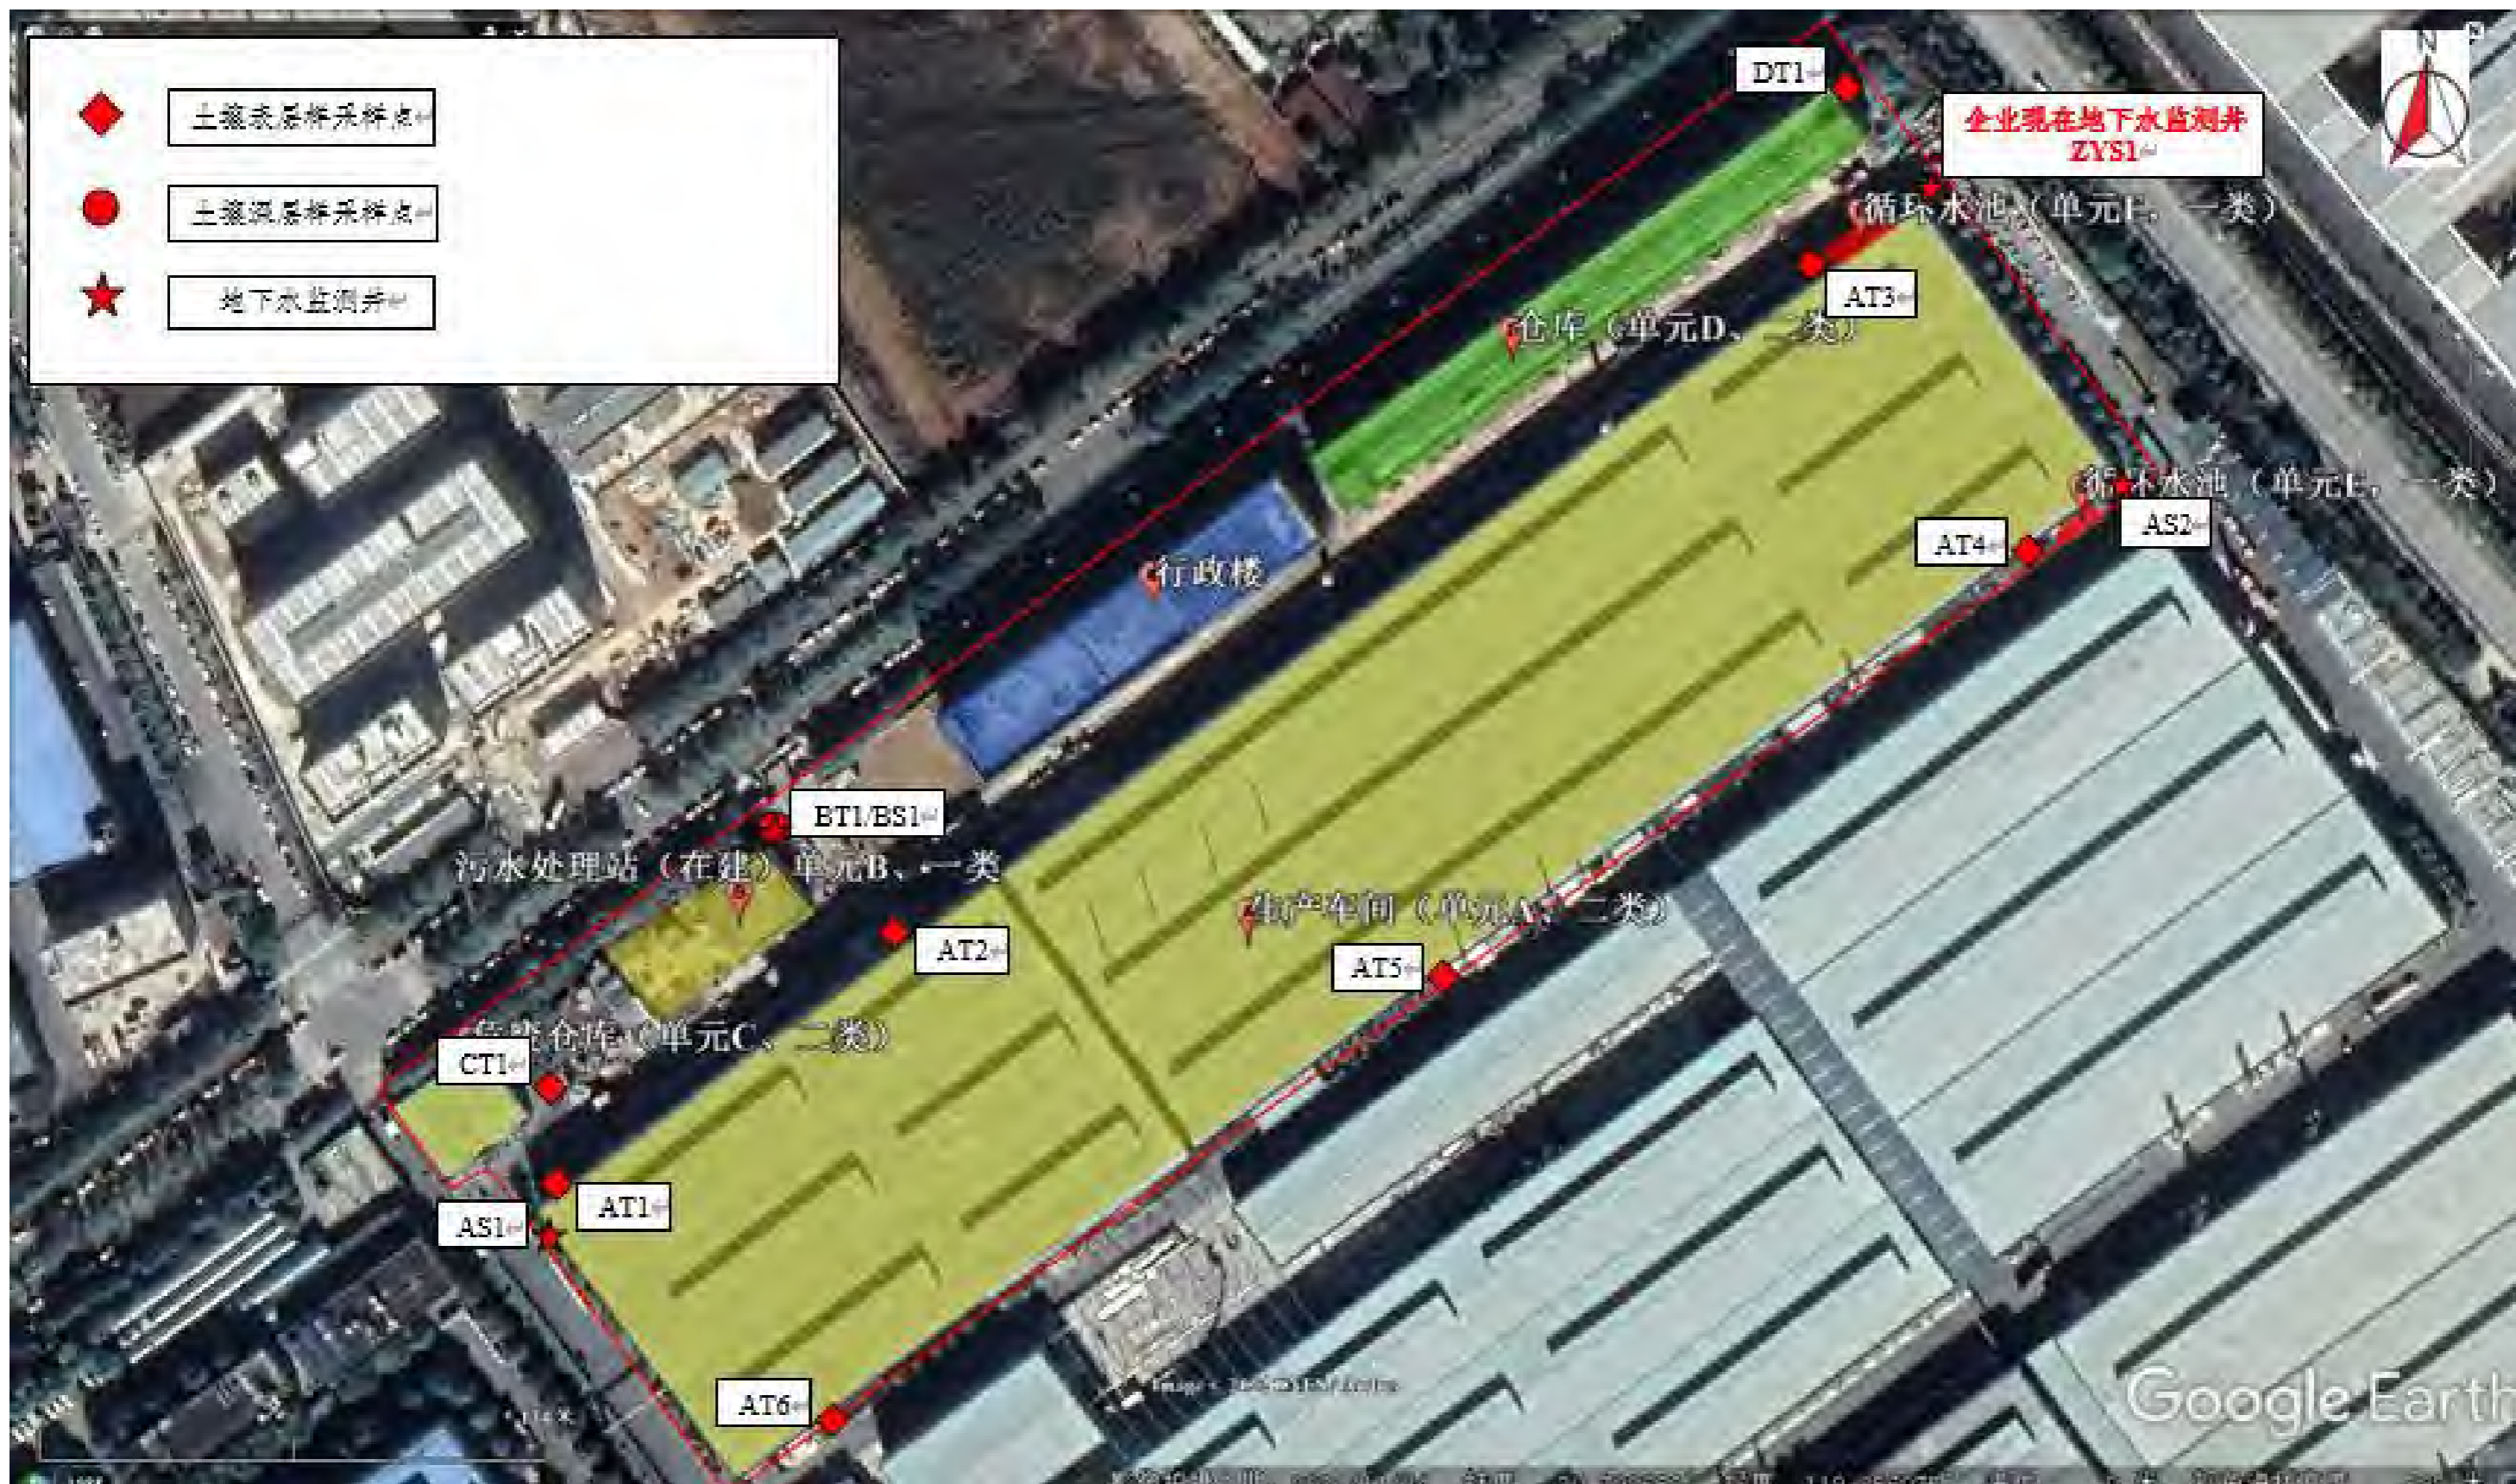 土壤表层样采样点
土壤深层样采样点
地下水监测井
N
DT1
企业现在地下水监测井
ZYS1
循环水池（单元F，一类）
AT3
仓库（单元D、二类）
循环水池（单元E，一类）
AS2
AT4
行政楼
BT1/BS1
污水处理站（在建）单元B、一类
AT2
生产车间（单元A、二类）
AT5
危废仓库（单元C、二类）
CT1
AT1
AS1
AT6
Google Earth